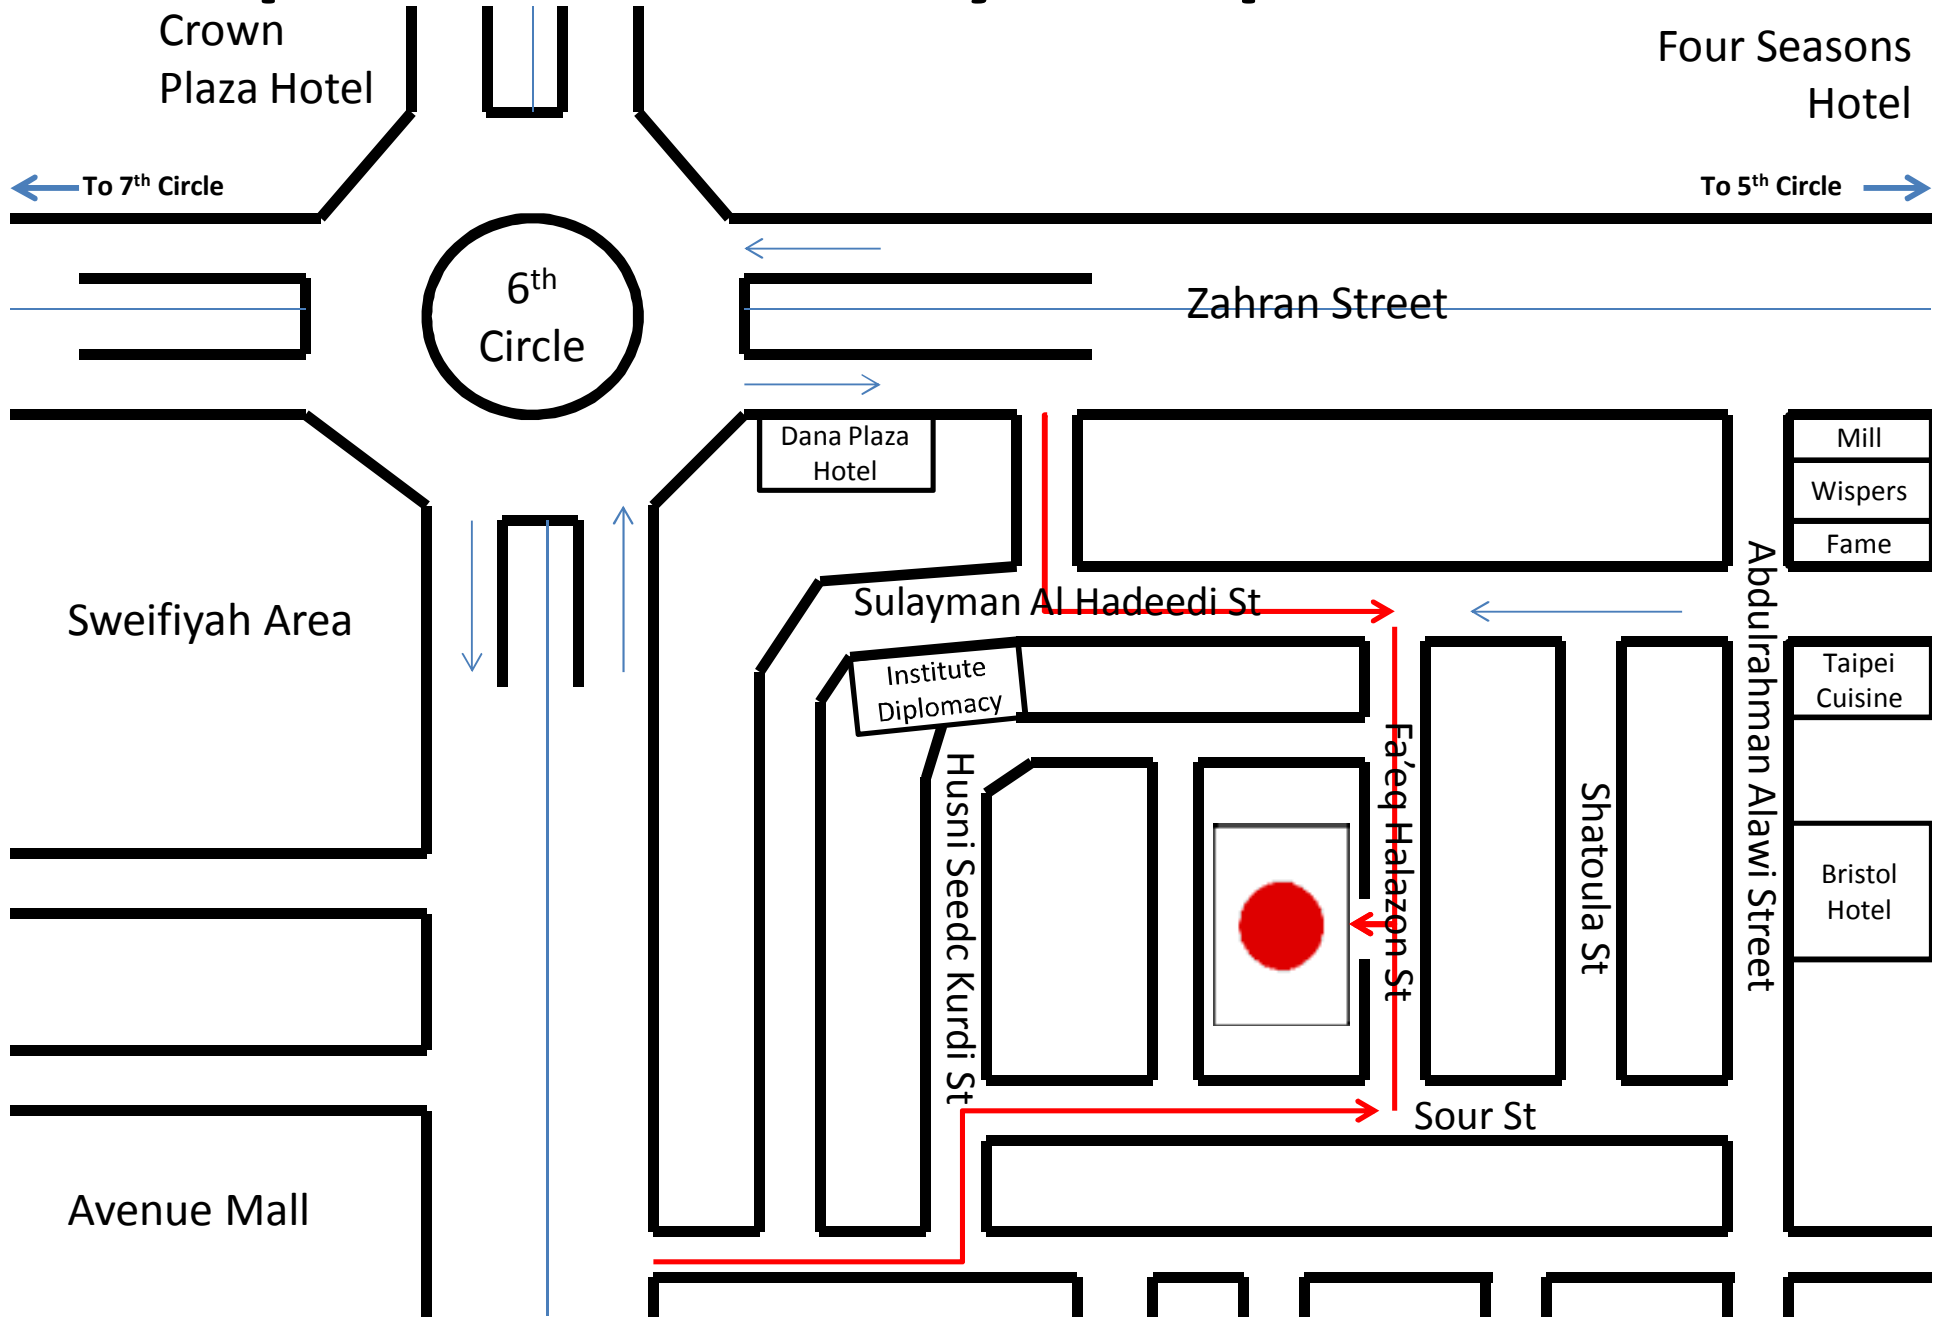 Crown
Plaza Hotel
Four Seasons
Hotel
To 7th Circle
To 5th Circle
6th
Circle
Zahran Street
Dana Plaza
Hotel
Mill
Wispers
Fame
Sweifiyah Area
Sulayman Al Hadeedi St
Institute
Diplomacy
Taipei
Cuisine
Husni Seedc Kurdi St
Fa'eq Halazon St
Shatoula St
Abdulrahman Alawi Street
Bristol
Hotel
Sour St
Avenue Mall